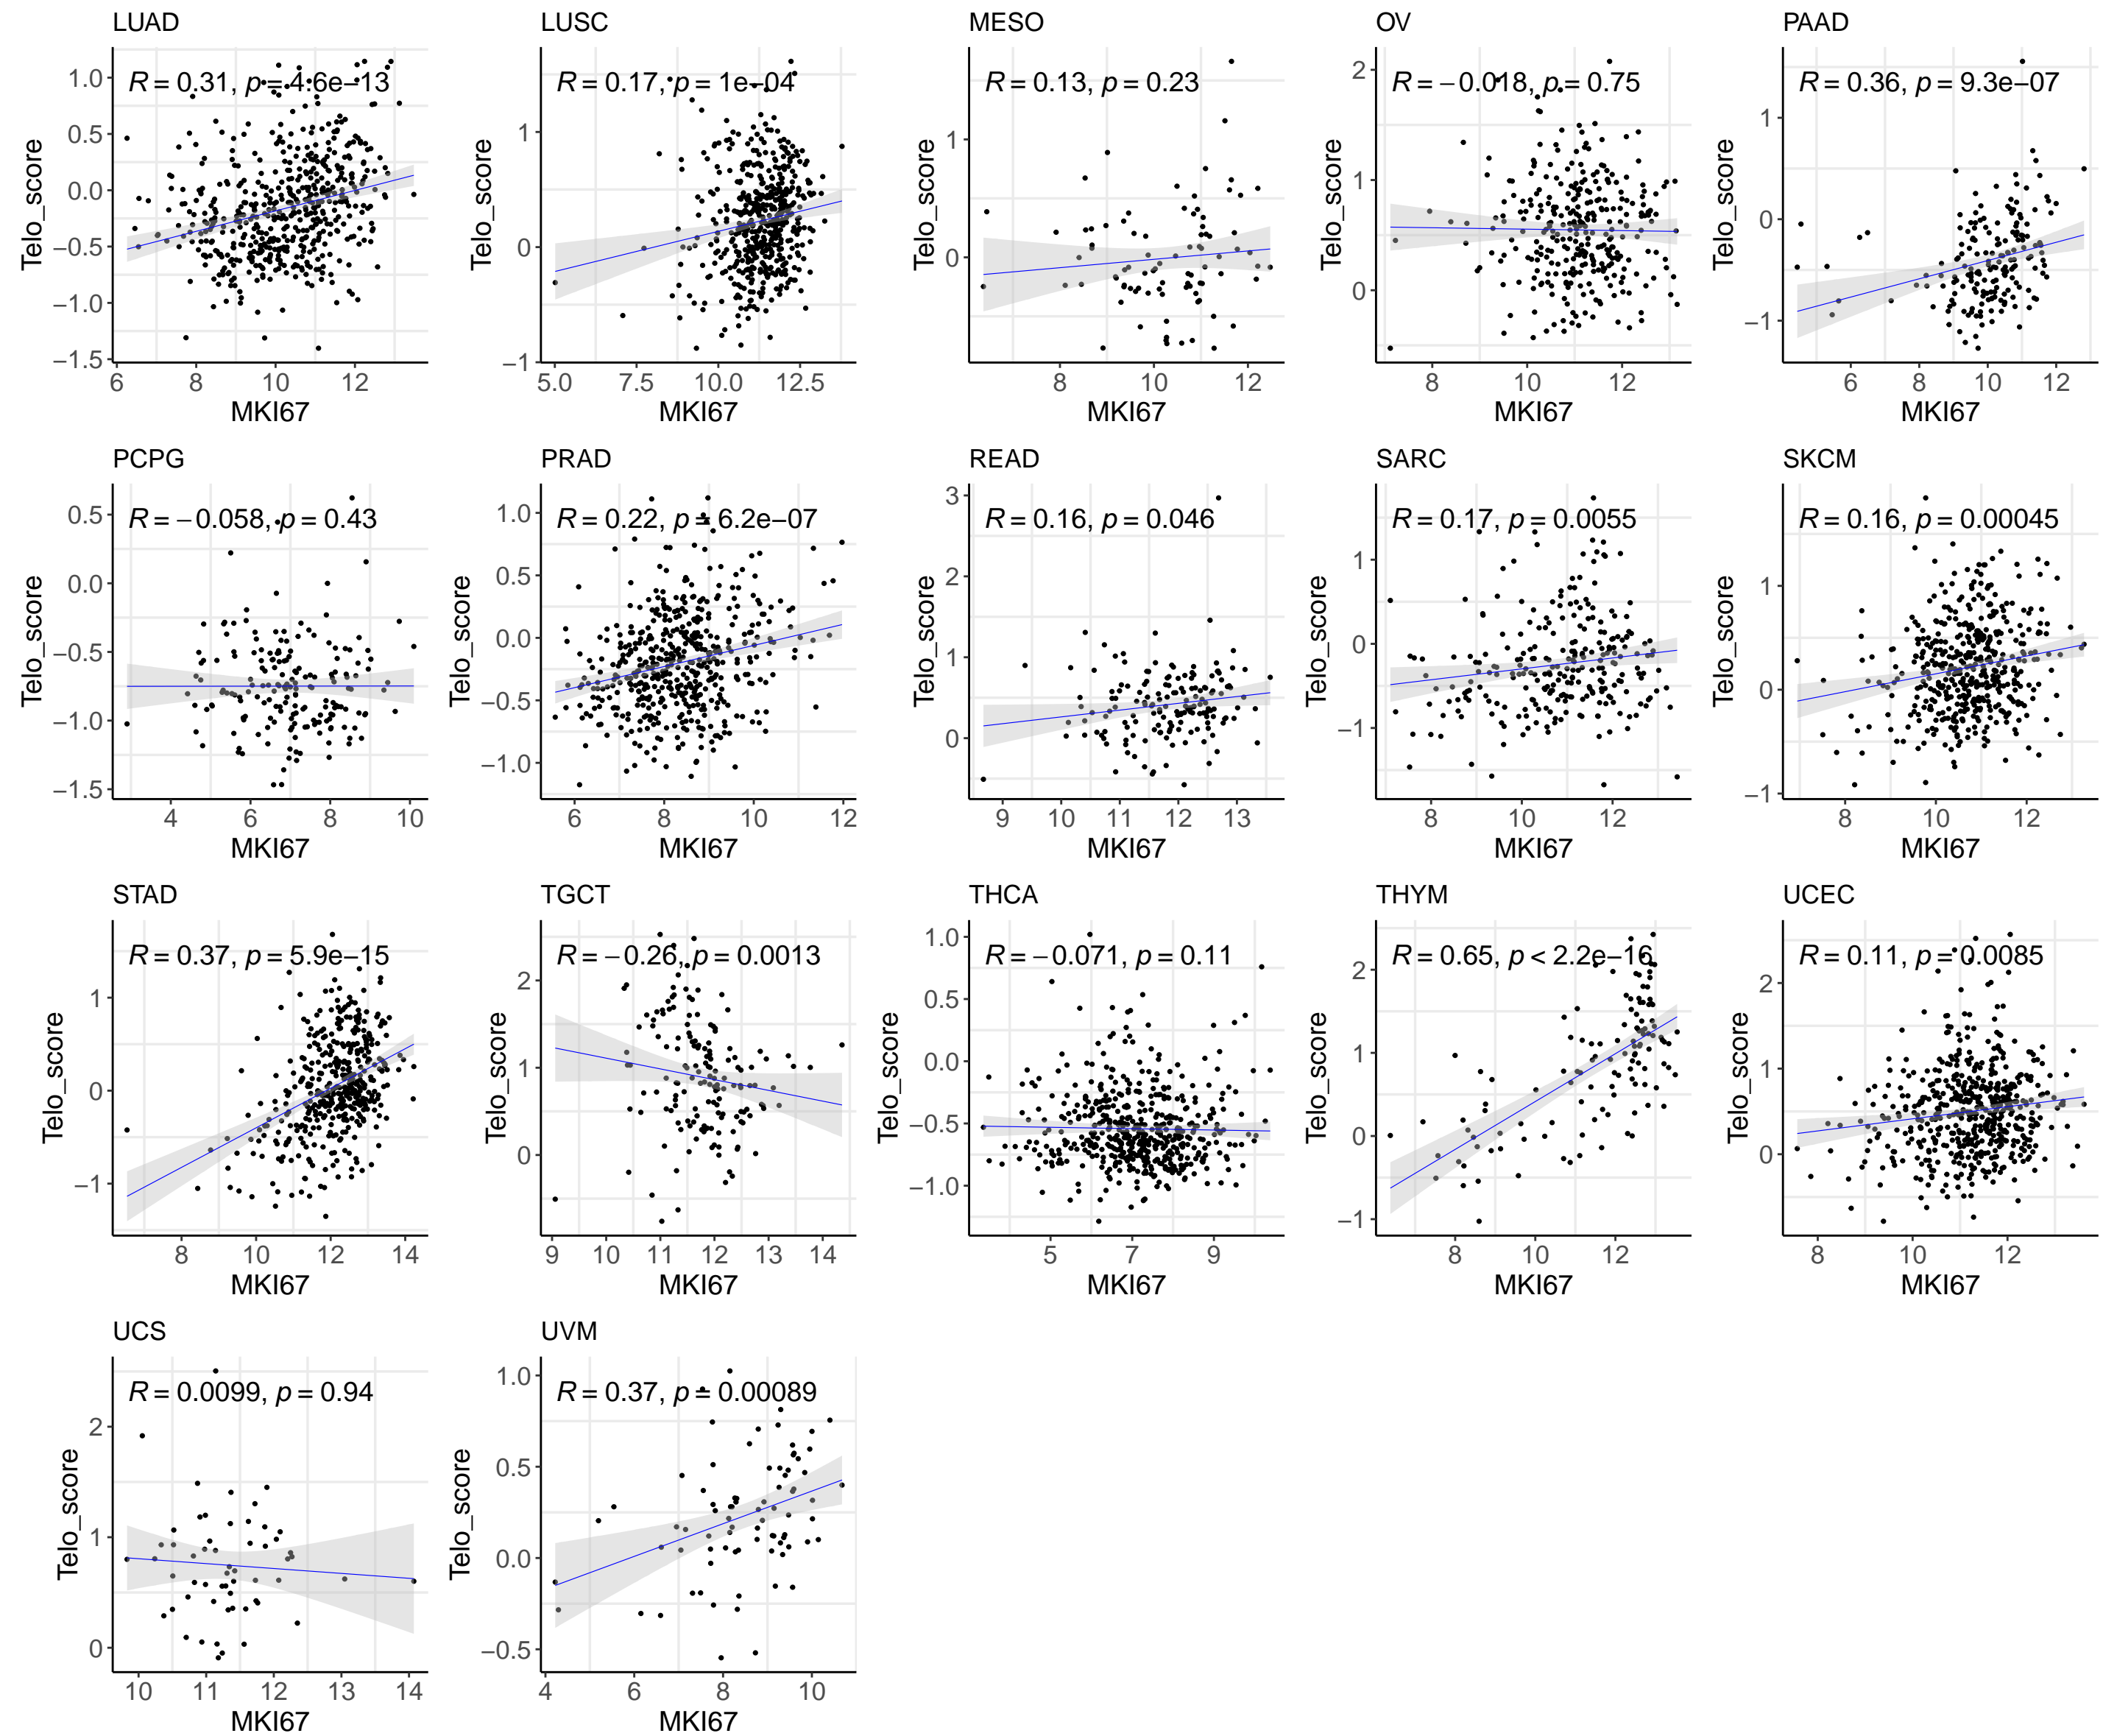 LUAD
R = 0.31, p = 4.6e−13
Telo_score
1.0
0.5
0.0
−0.5
−1.0
−1.5
6 8 10 12
MKI67
LUSC
R = 0.17, p = 1e−04
Telo_score
1
0
−1
5.0 7.5 10.0 12.5
MKI67
MESO
R = 0.13, p = 0.23
Telo_score
1
0
8 10 12
MKI67
OV
R = −0.018, p = 0.75
Telo_score
2
1
0
8 10 12
MKI67
PAAD
R = 0.36, p = 9.3e−07
Telo_score
1
0
−1
6 8 10 12
MKI67
PCPG
R = −0.058, p = 0.43
Telo_score
0.5
0.0
−0.5
−1.0
−1.5
4 6 8 10
MKI67
PRAD
R = 0.22, p = 6.2e−07
Telo_score
1.0
0.5
0.0
−0.5
−1.0
6 8 10 12
MKI67
READ
R = 0.16, p = 0.046
Telo_score
3
2
1
0
9 10 11 12 13
MKI67
SARC
R = 0.17, p = 0.0055
Telo_score
1
0
−1
8 10 12
MKI67
SKCM
R = 0.16, p = 0.00045
Telo_score
1
0
−1
8 10 12
MKI67
STAD
R = 0.37, p = 5.9e−15
Telo_score
1
0
−1
8 10 12 14
MKI67
TGCT
R = −0.26, p = 0.0013
Telo_score
2
1
0
9 10 11 12 13 14
MKI67
THCA
R = −0.071, p = 0.11
Telo_score
1.0
0.5
0.0
−0.5
−1.0
5 7 9
MKI67
THYM
R = 0.65, p < 2.2e−16
Telo_score
2
1
0
−1
8 10 12
MKI67
UCEC
R = 0.11, p = 0.0085
Telo_score
2
1
0
8 10 12
MKI67
UCS
R = 0.0099, p = 0.94
Telo_score
2
1
0
10 11 12 13 14
MKI67
UVM
R = 0.37, p = 0.00089
Telo_score
1.0
0.5
0.0
−0.5
4 6 8 10
MKI67